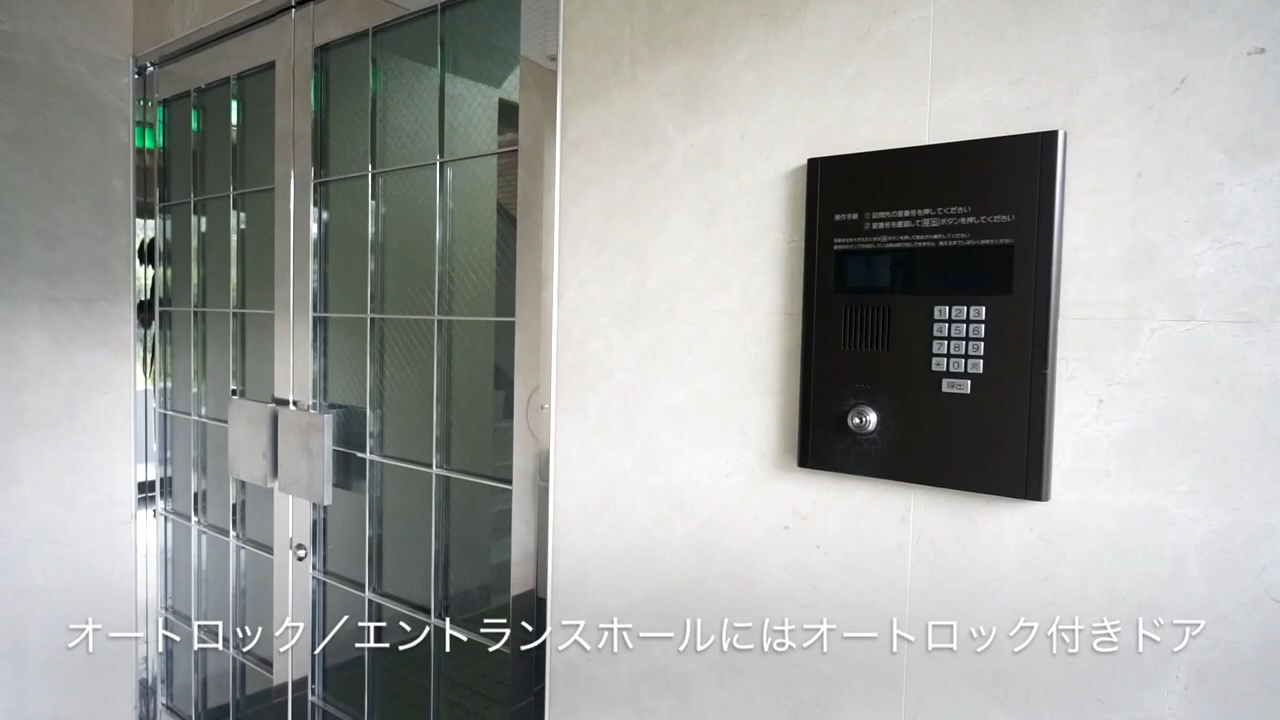 操作手順 ①訪問先の室番号を押してください
②室番号を確認して呼出ボタンを押してください
1 2 3
4 5 6
7 8 9
* 0
呼出
オートロック／エントランスホールにはオートロック付きドア